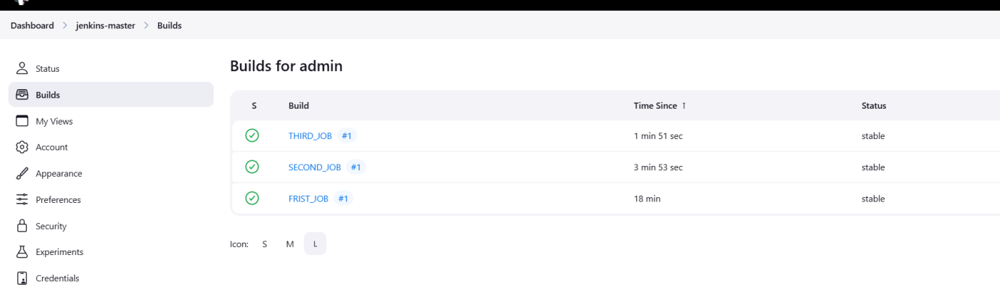 Dashboard > jenkins-master > Builds
Status
Builds
My Views
Account
Appearance
Preferences
Security
Experiments
Credentials
Builds for admin
S Build Time Since ↑ Status
THIRD_JOB #1 1 min 51 sec stable
SECOND_JOB #1 3 min 53 sec stable
FRIST_JOB #1 18 min stable
Icon: S M L